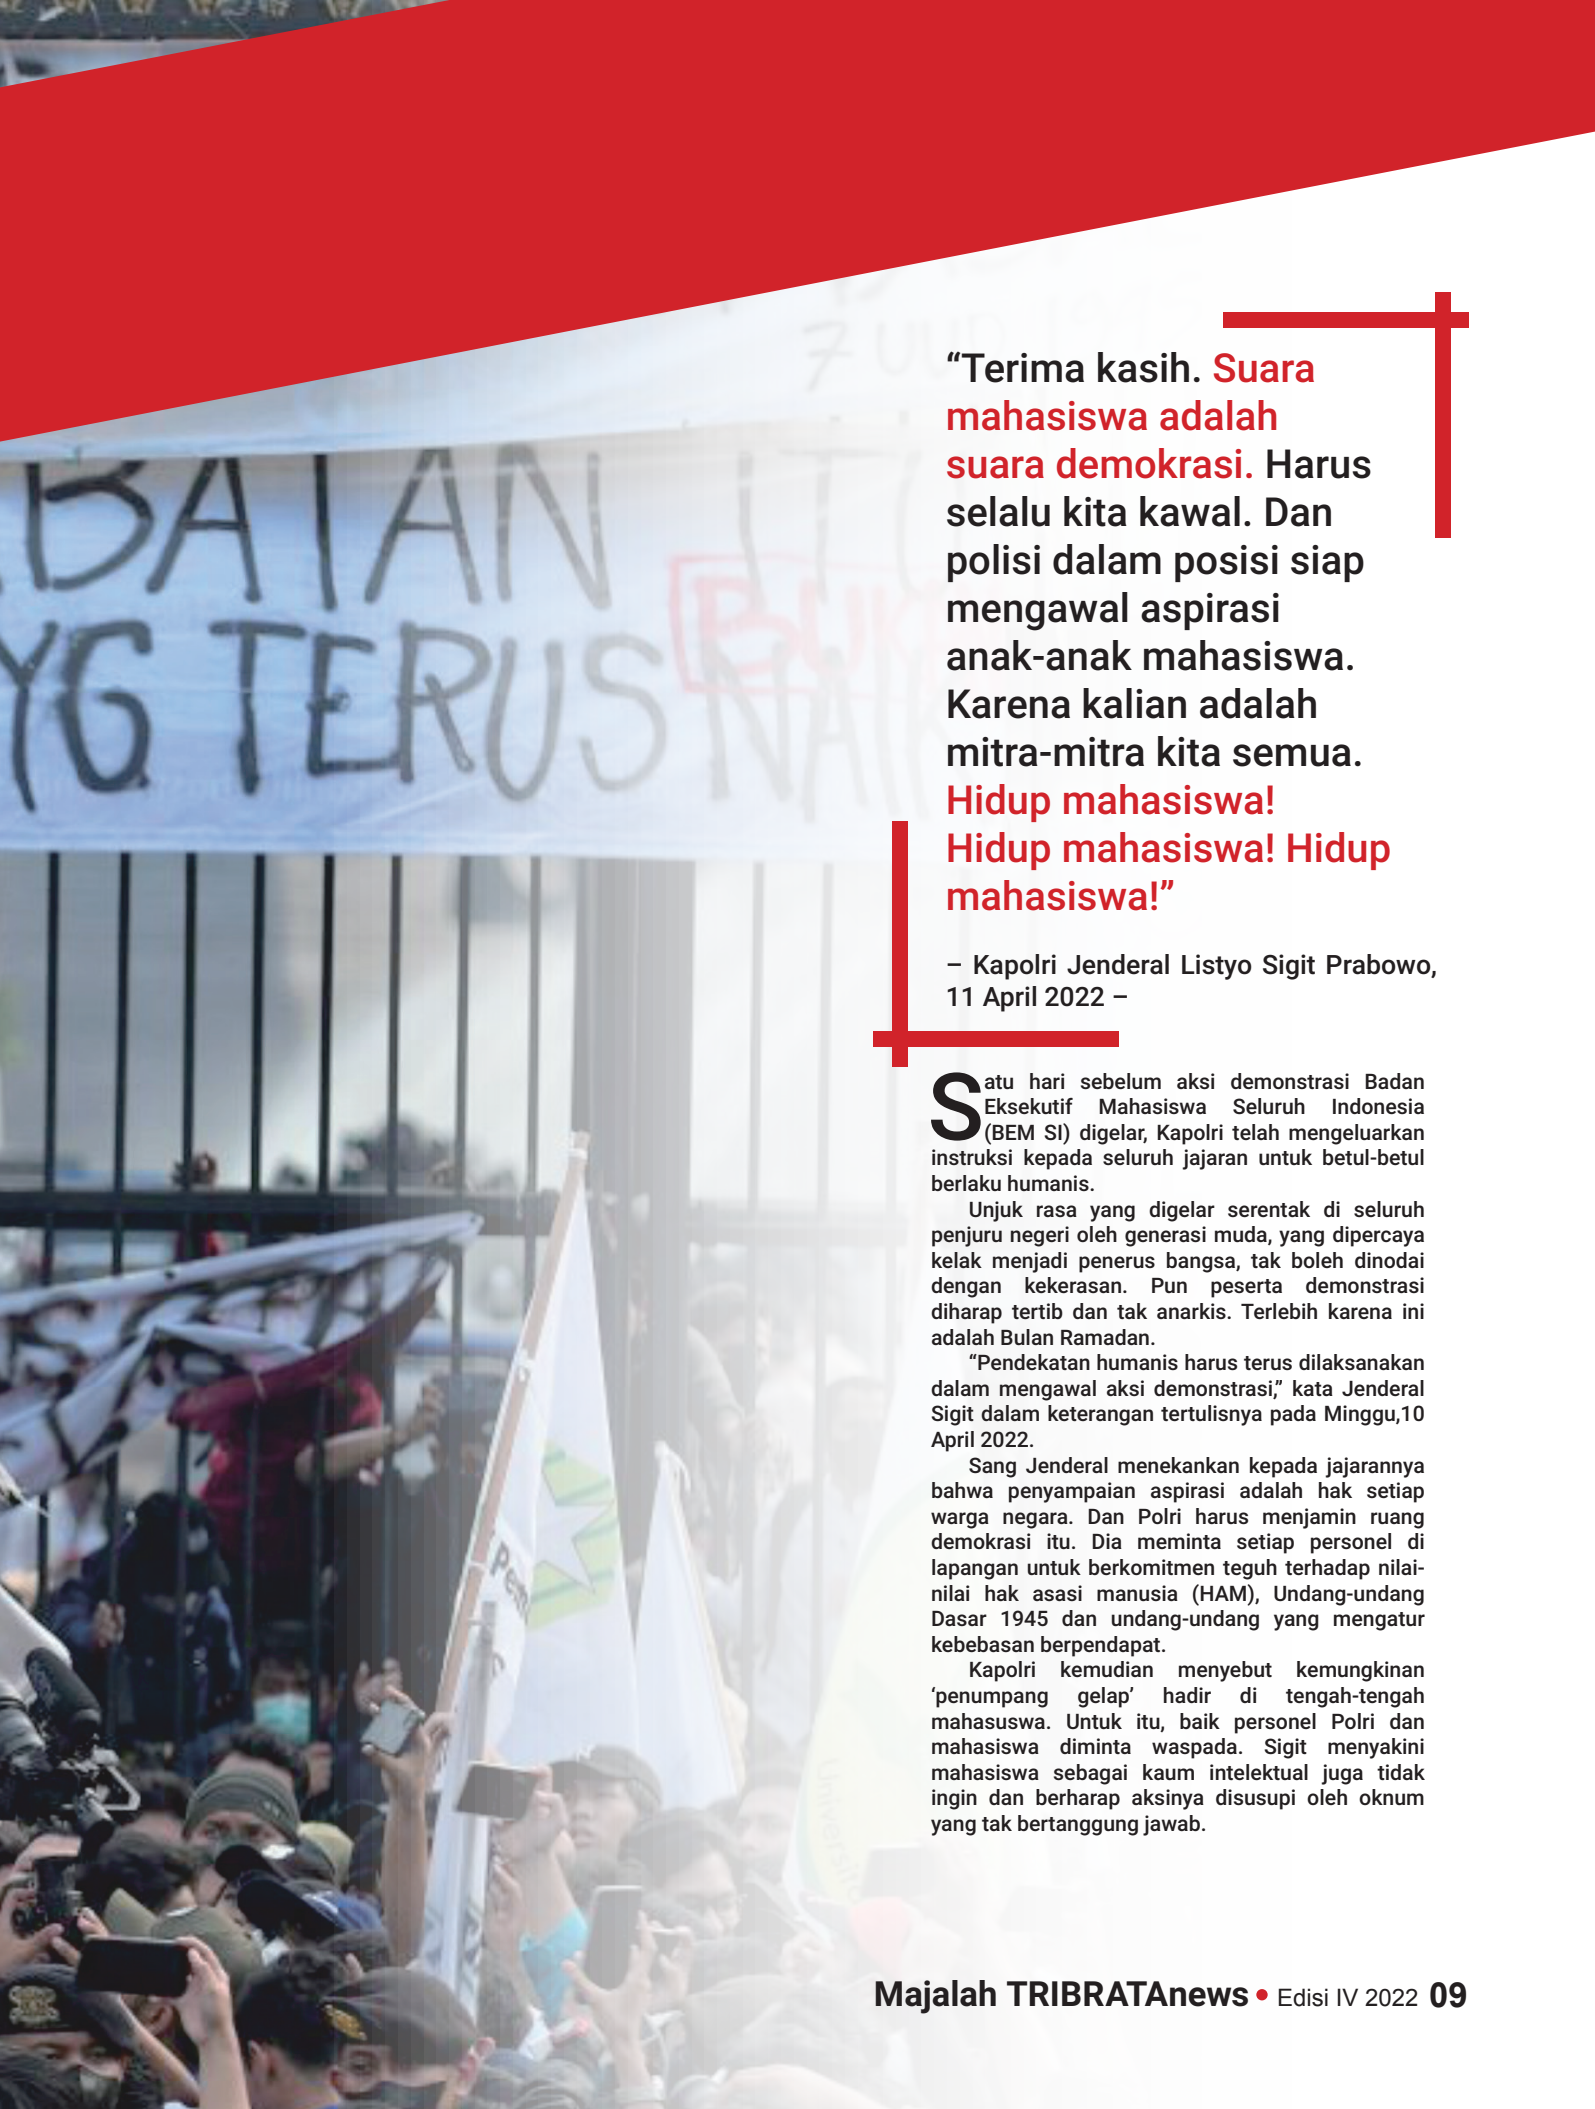 7 UUD 19
BATAN ITU
BUK
YG TERUS NAIK
“Terima kasih. Suara
mahasiswa adalah
suara demokrasi. Harus
selalu kita kawal. Dan
polisi dalam posisi siap
mengawal aspirasi
anak-anak mahasiswa.
Karena kalian adalah
mitra-mitra kita semua.
Hidup mahasiswa!
Hidup mahasiswa! Hidup
mahasiswa!”
– Kapolri Jenderal Listyo Sigit Prabowo,
11 April 2022 –
Satu hari sebelum aksi demonstrasi Badan
Eksekutif Mahasiswa Seluruh Indonesia
(BEM SI) digelar, Kapolri telah mengeluarkan
instruksi kepada seluruh jajaran untuk betul-betul
berlaku humanis.
Unjuk rasa yang digelar serentak di seluruh
penjuru negeri oleh generasi muda, yang dipercaya
kelak menjadi penerus bangsa, tak boleh dinodai
dengan kekerasan. Pun peserta demonstrasi
diharap tertib dan tak anarkis. Terlebih karena ini
adalah Bulan Ramadan.
“Pendekatan humanis harus terus dilaksanakan
dalam mengawal aksi demonstrasi,” kata Jenderal
Sigit dalam keterangan tertulisnya pada Minggu,10
April 2022.
Sang Jenderal menekankan kepada jajarannya
bahwa penyampaian aspirasi adalah hak setiap
warga negara. Dan Polri harus menjamin ruang
demokrasi itu. Dia meminta setiap personel di
lapangan untuk berkomitmen teguh terhadap nilai-
nilai hak asasi manusia (HAM), Undang-undang
Dasar 1945 dan undang-undang yang mengatur
kebebasan berpendapat.
Kapolri kemudian menyebut kemungkinan
‘penumpang gelap’ hadir di tengah-tengah
mahasuswa. Untuk itu, baik personel Polri dan
mahasiswa diminta waspada. Sigit menyakini
mahasiswa sebagai kaum intelektual juga tidak
ingin dan berharap aksinya disusupi oleh oknum
yang tak bertanggung jawab.
Pem
Universit
Majalah TRIBRATAnews • Edisi IV 2022 09